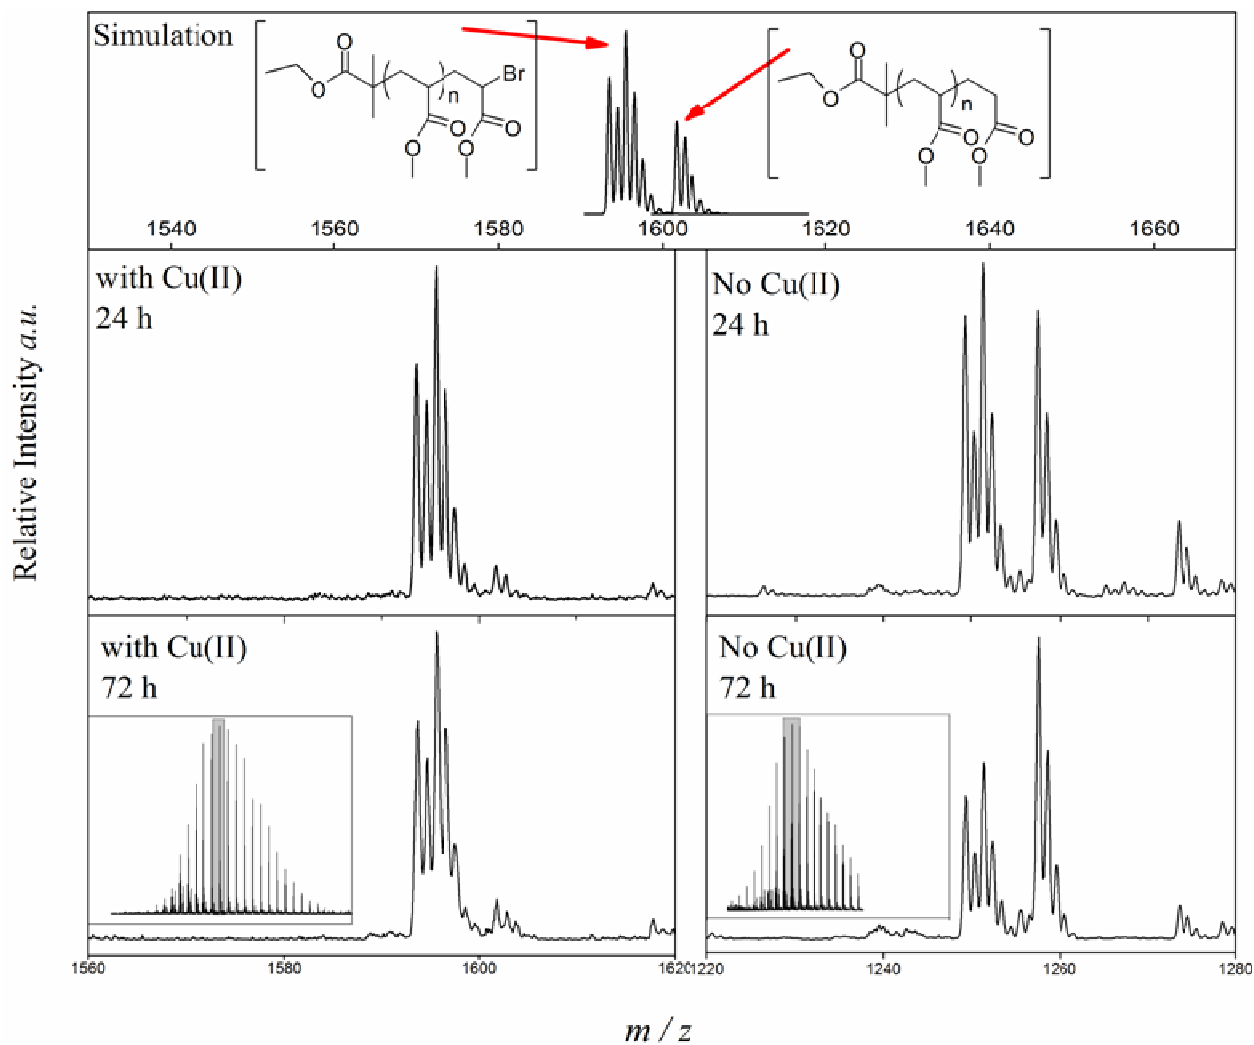 Simulation
O
O
n
Br
O
O
O
O
O
O
n
O
O
O
O
1540 1560 1580 1600 1620 1640 1660
Relative Intensity a.u.
with Cu(II)
24 h
No Cu(II)
24 h
with Cu(II)
72 h
No Cu(II)
72 h
1560 1580 1600 1620 1220 1240 1260 1280
m / z